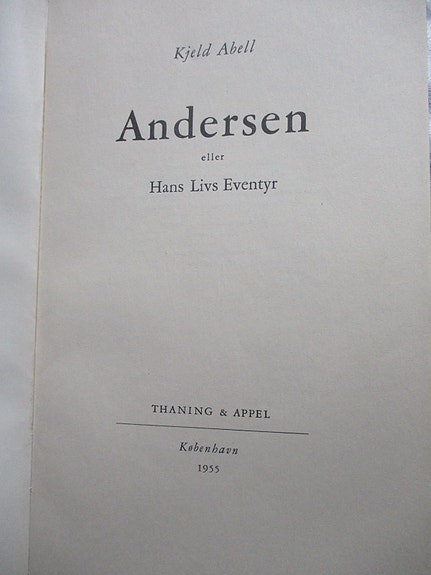 Kjeld Abell
Andersen
eller
Hans Livs Eventyr
THANING & APPEL
København
1955